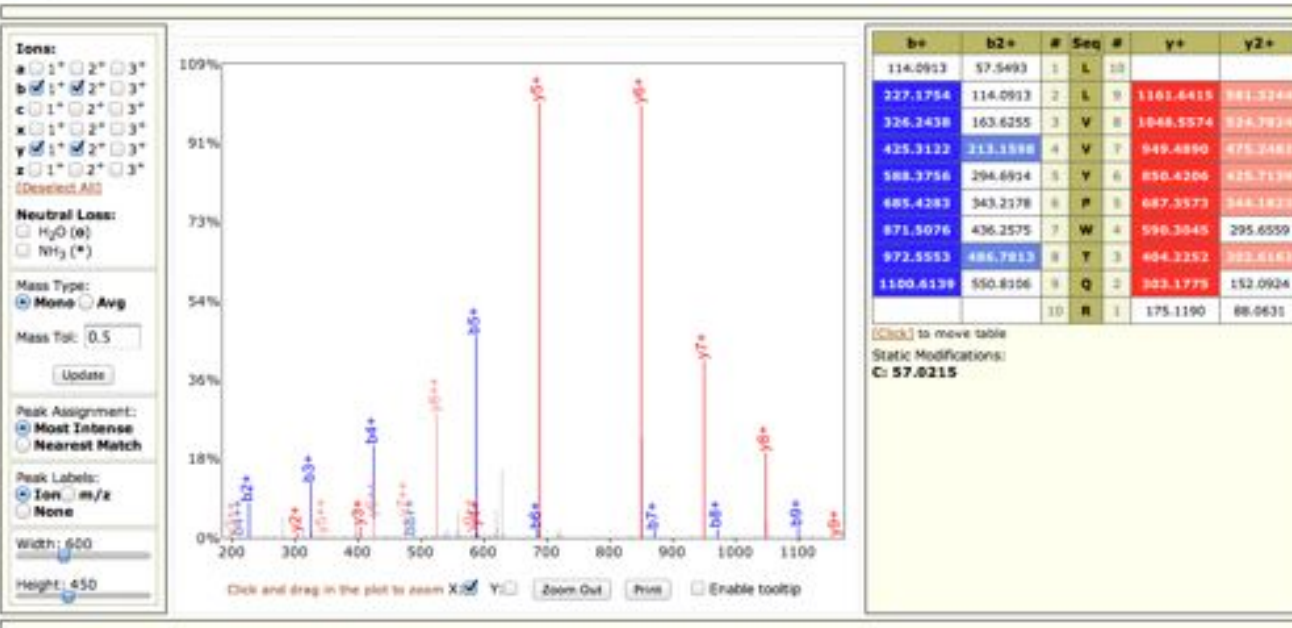 Ions:
a 1+ 2+ 3+
b 1+ 2+ 3+
c 1+ 2+ 3+
x 1+ 2+ 3+
y 1+ 2+ 3+
z 1+ 2+ 3+
[Deselect All]
Neutral Loss:
H₂O (o)
NH₃ (*)
Mass Type:
Mono Avg
Mass Tol: 0.5
Update
Peak Assignment:
Most Intense
Nearest Match
Peak Labels:
Ion m/z
None
Width: 600
Height: 450
109%
91%
73%
54%
36%
18%
0%
200 300 400 500 600 700 800 900 1000 1100
b4++
b2+
y2+
b3+
y5++
y3+
b4+
y7++
b8++
y8++
b5+
b6+
y5+
y6+
b7+
y7+
b8+
y8+
b9+
y9+
Click and drag in the plot to zoom X: Y: Zoom Out Print Enable tooltip
b+ b2+ # Seq # y+ y2+
114.0913 57.5493 1 L 10
227.1754 114.0913 2 L 9 1161.6415
326.2438 163.6255 3 V 8 1048.5574
425.3122 213.1598 4 V 7 949.4890
588.3756 294.6914 5 Y 6 850.4206
685.4283 343.2178 6 P 5 687.3573
871.5076 436.2575 7 W 4 590.3045 295.6559
972.5553 486.7813 8 T 3 404.2252
1100.6139 550.8106 9 Q 2 303.1775 152.0924
10 R 1 175.1190 88.0631
[Click] to move table
Static Modifications:
C: 57.0215